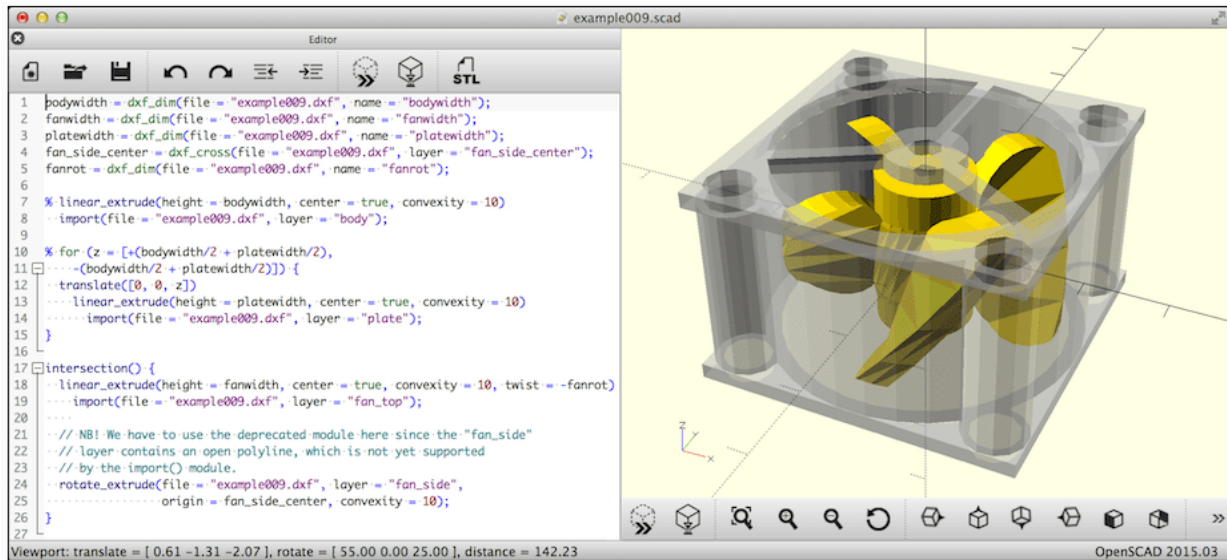 example009.scad
Editor
STL
1 bodywidth = dxf_dim(file = "example009.dxf", name = "bodywidth");
2 fanwidth = dxf_dim(file = "example009.dxf", name = "fanwidth");
3 platewidth = dxf_dim(file = "example009.dxf", name = "platewidth");
4 fan_side_center = dxf_cross(file = "example009.dxf", layer = "fan_side_center");
5 fanrot = dxf_dim(file = "example009.dxf", name = "fanrot");
6
7 % linear_extrude(height = bodywidth, center = true, convexity = 10)
8   import(file = "example009.dxf", layer = "body");
9
10 % for (z = [+(bodywidth/2 + platewidth/2),
11     -(bodywidth/2 + platewidth/2)]) {
12   translate([0, 0, z])
13     linear_extrude(height = platewidth, center = true, convexity = 10)
14       import(file = "example009.dxf", layer = "plate");
15 }
16
17 intersection() {
18   linear_extrude(height = fanwidth, center = true, convexity = 10, twist = -fanrot)
19     import(file = "example009.dxf", layer = "fan_top");
20
21   // NB! We have to use the deprecated module here since the "fan_side"
22   // layer contains an open polyline, which is not yet supported
23   // by the import() module.
24   rotate_extrude(file = "example009.dxf", layer = "fan_side",
25                  origin = fan_side_center, convexity = 10);
26 }
27
z
y
x
Viewport: translate = [ 0.61 -1.31 -2.07 ], rotate = [ 55.00 0.00 25.00 ], distance = 142.23
OpenSCAD 2015.03